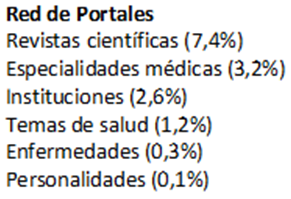 Red de Portales
Revistas científicas (7,4%)
Especialidades médicas (3,2%)
Instituciones (2,6%)
Temas de salud (1,2%)
Enfermedades (0,3%)
Personalidades (0,1%)